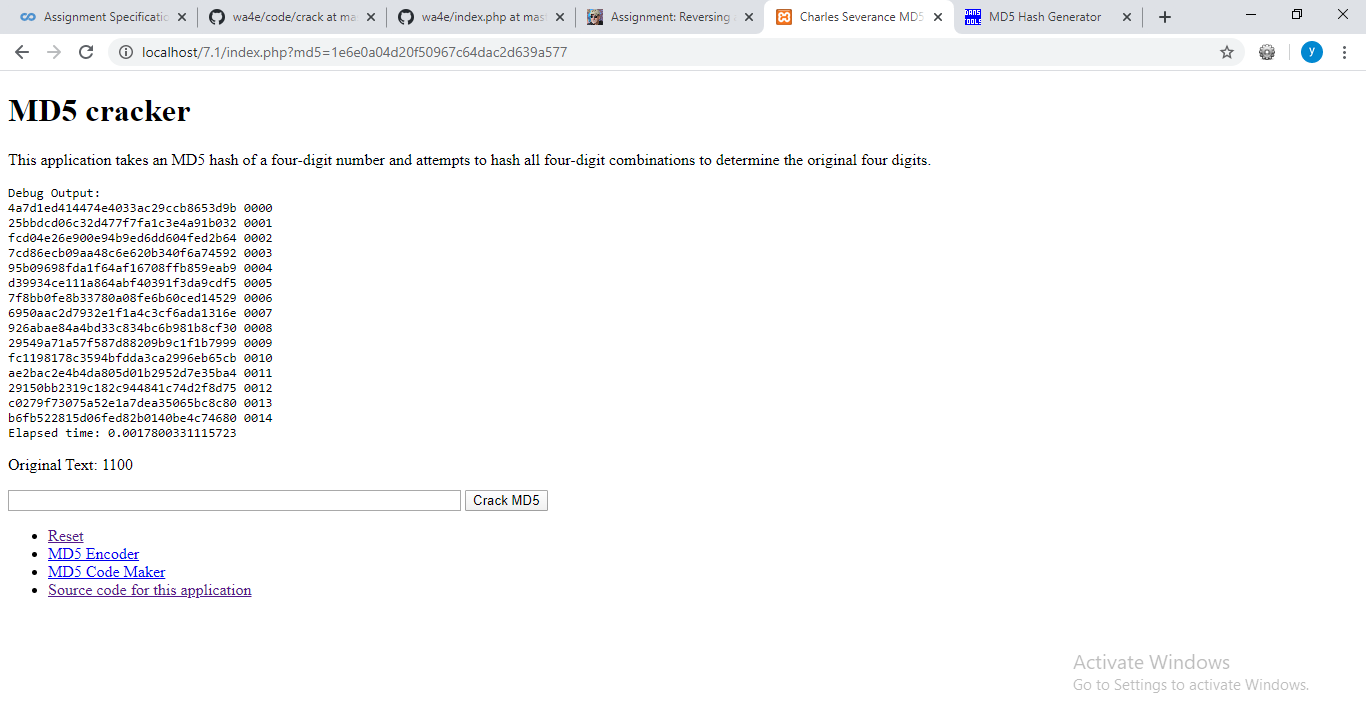 Assignment Specificatio
wa4e/code/crack at ma
wa4e/index.php at mast
Assignment: Reversing
Charles Severance MD5
MD5 Hash Generator
localhost/7.1/index.php?md5=1e6e0a04d20f50967c64dac2d639a577
y
MD5 cracker
This application takes an MD5 hash of a four-digit number and attempts to hash all four-digit combinations to determine the original four digits.
Debug Output:
4a7d1ed414474e4033ac29ccb8653d9b 0000
25bbdcd06c32d477f7fa1c3e4a91b032 0001
fcd04e26e900e94b9ed6dd604fed2b64 0002
7cd86ecb09aa48c6e620b340f6a74592 0003
95b09698fda1f64af16708ffb859eab9 0004
d39934ce111a864abf40391f3da9cdf5 0005
7f8bb0fe8b33780a08fe6b60ced14529 0006
6950aac2d7932e1f1a4c3cf6ada1316e 0007
926abae84a4bd33c834bc6b981b8cf30 0008
29549a71a57f587d88209b9c1f1b7999 0009
fc1198178c3594bfdda3ca2996eb65cb 0010
ae2bac2e4b4da805d01b2952d7e35ba4 0011
29150bb2319c182c944841c74d2f8d75 0012
c0279f73075a52e1a7dea35065bc8c80 0013
b6fb522815d06fed82b0140be4c74680 0014
Elapsed time: 0.0017800331115723
Original Text: 1100
Crack MD5
Reset
MD5 Encoder
MD5 Code Maker
Source code for this application
Activate Windows
Go to Settings to activate Windows.